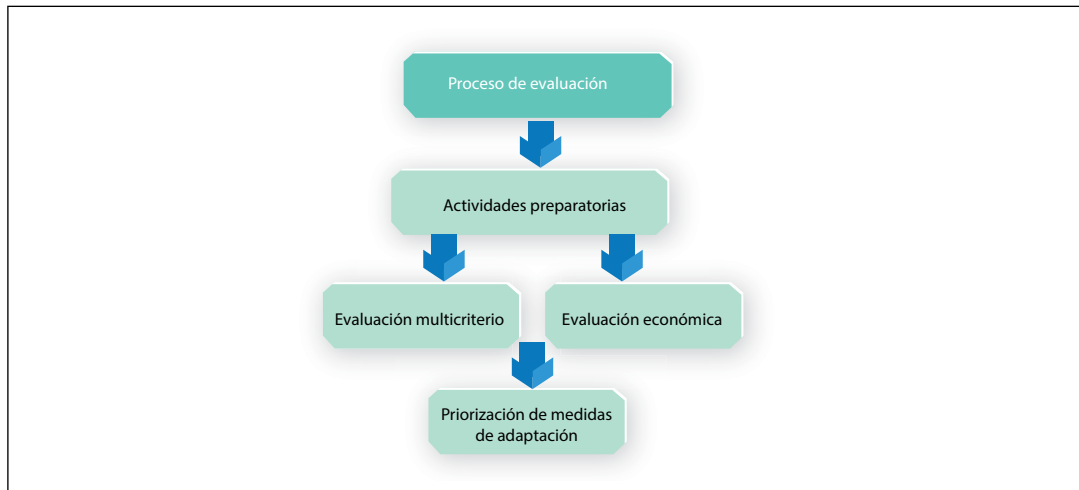 Proceso de evaluación
Actividades preparatorias
Evaluación multicriterio
Evaluación económica
Priorización de medidas
de adaptación